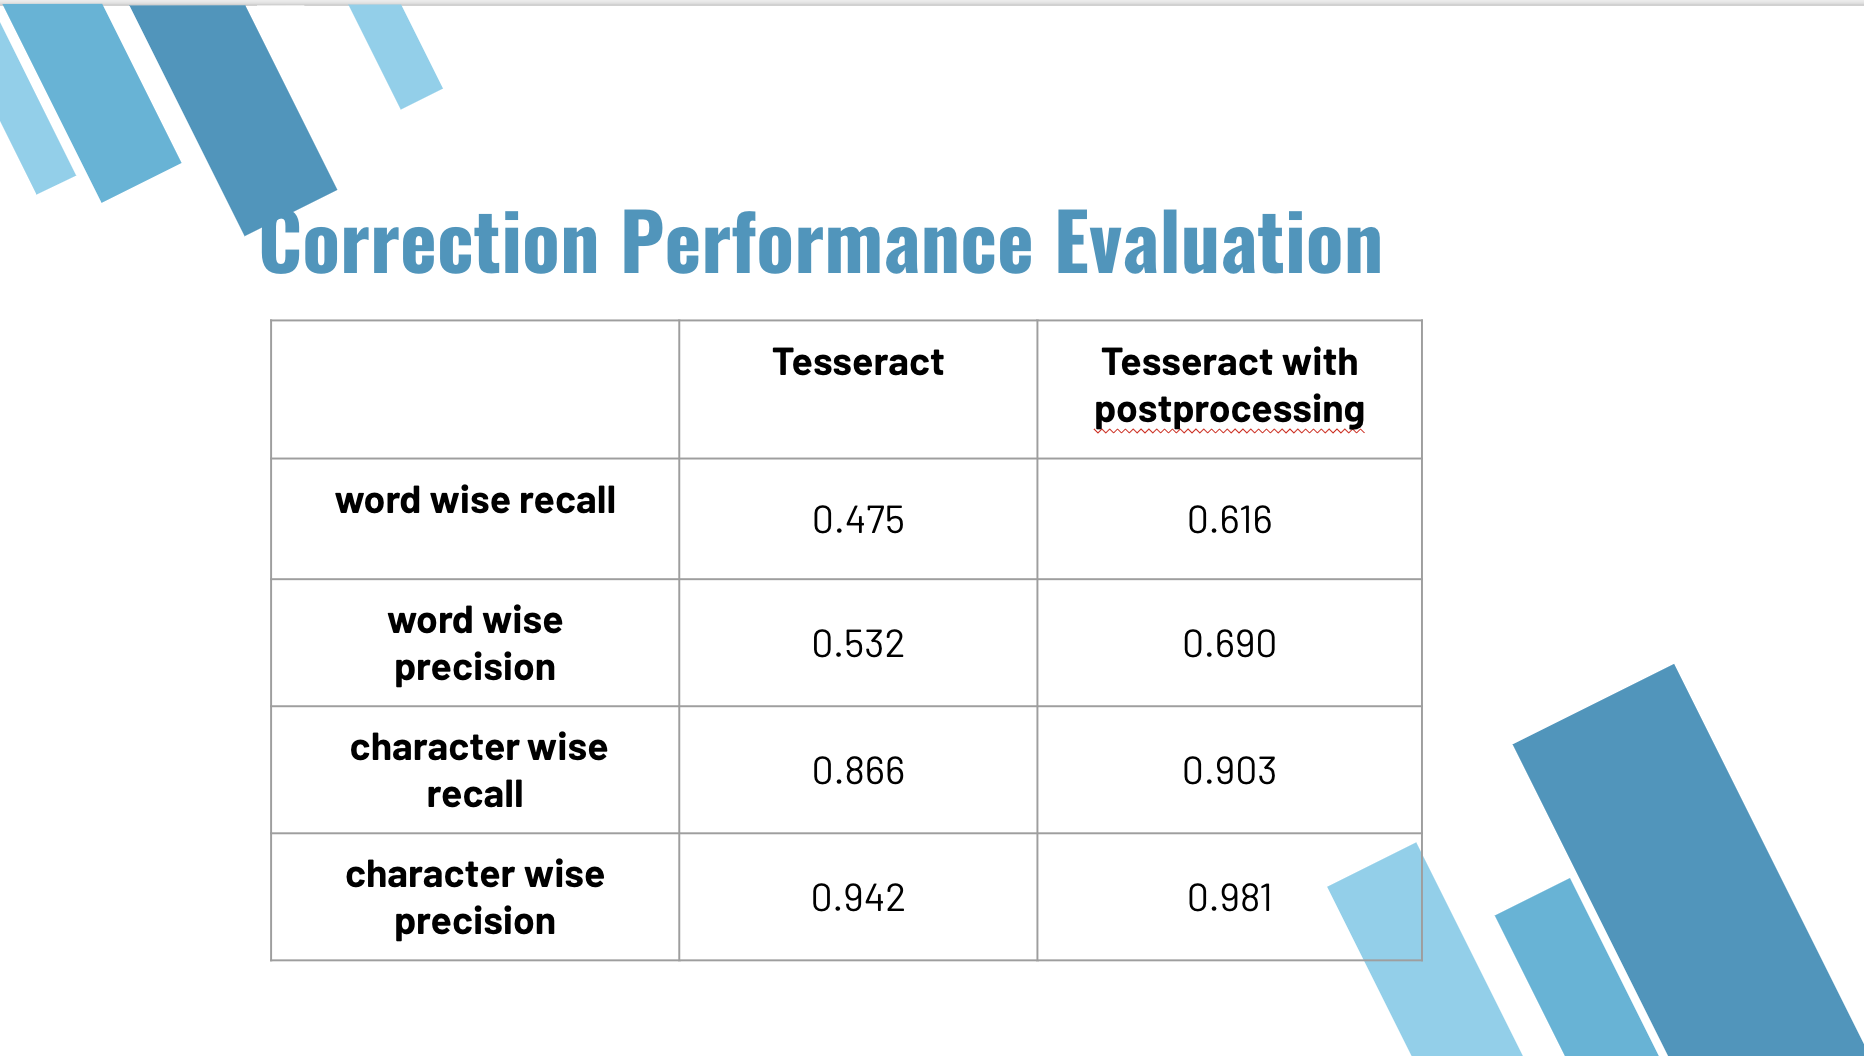 Correction Performance Evaluation
Tesseract
Tesseract with
postprocessing
word wise recall
0.475
0.616
word wise
precision
0.532
0.690
character wise
recall
0.866
0.903
character wise
precision
0.942
0.981